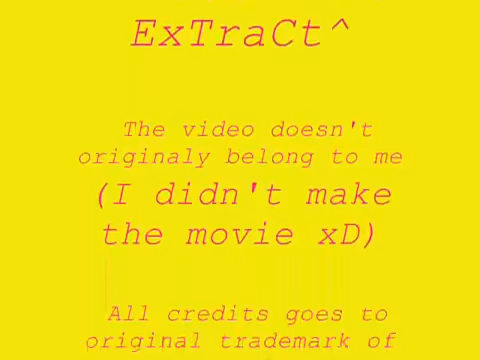 ExTraCt^
The video doesn't
originaly belong to me
(I didn't make
the movie xD)
All credits goes to
original trademark of